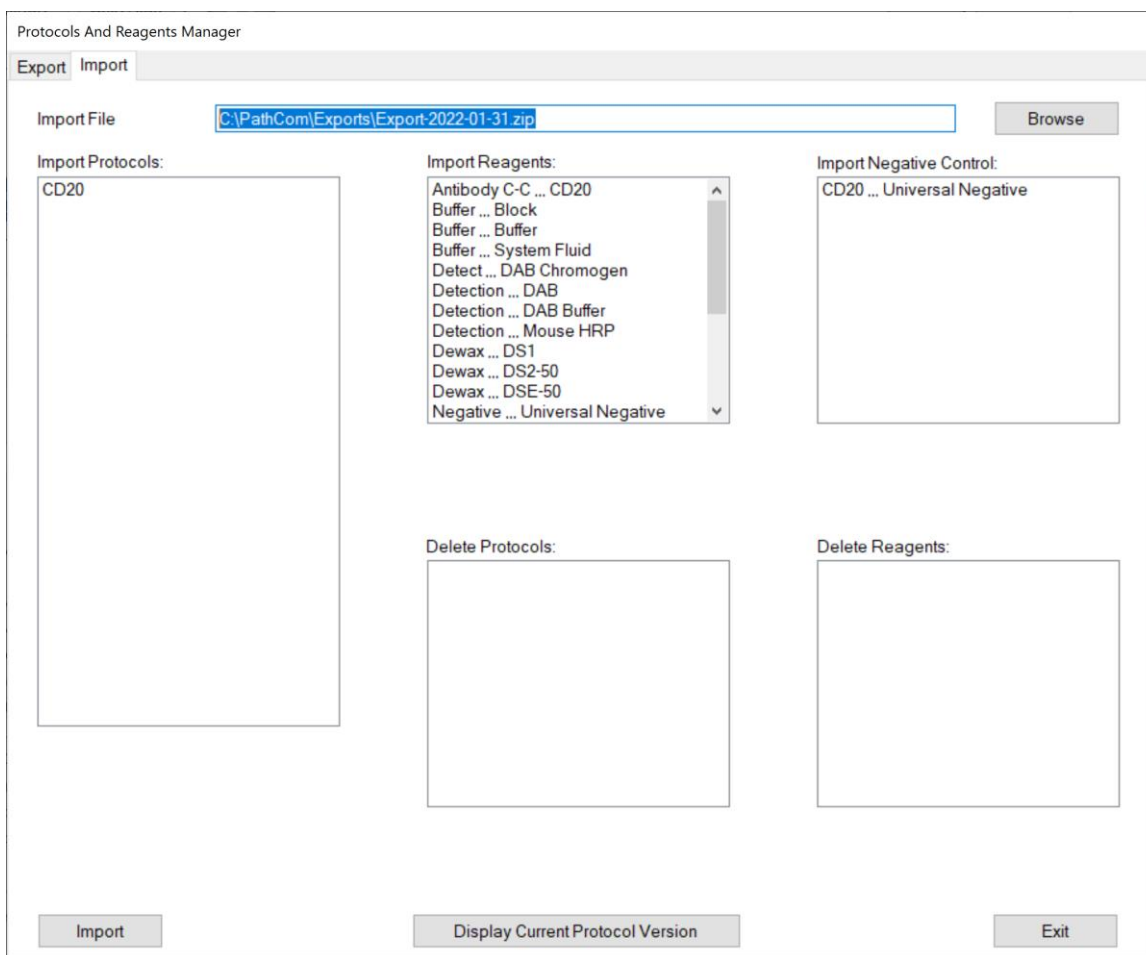 Protocols And Reagents Manager
Export Import
Import File C:\PathCom\Exports\Export-2022-01-31.zip Browse
Import Protocols:
CD20
Import Reagents:
Antibody C-C ... CD20
Buffer ... Block
Buffer ... Buffer
Buffer ... System Fluid
Detect ... DAB Chromogen
Detection ... DAB
Detection ... DAB Buffer
Detection ... Mouse HRP
Dewax ... DS1
Dewax ... DS2-50
Dewax ... DSE-50
Negative ... Universal Negative
Import Negative Control:
CD20 ... Universal Negative
Delete Protocols:
Delete Reagents:
Import Display Current Protocol Version Exit